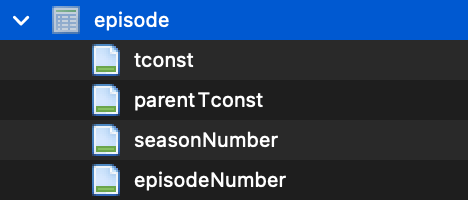 episode
tconst
parentTconst
seasonNumber
episodeNumber